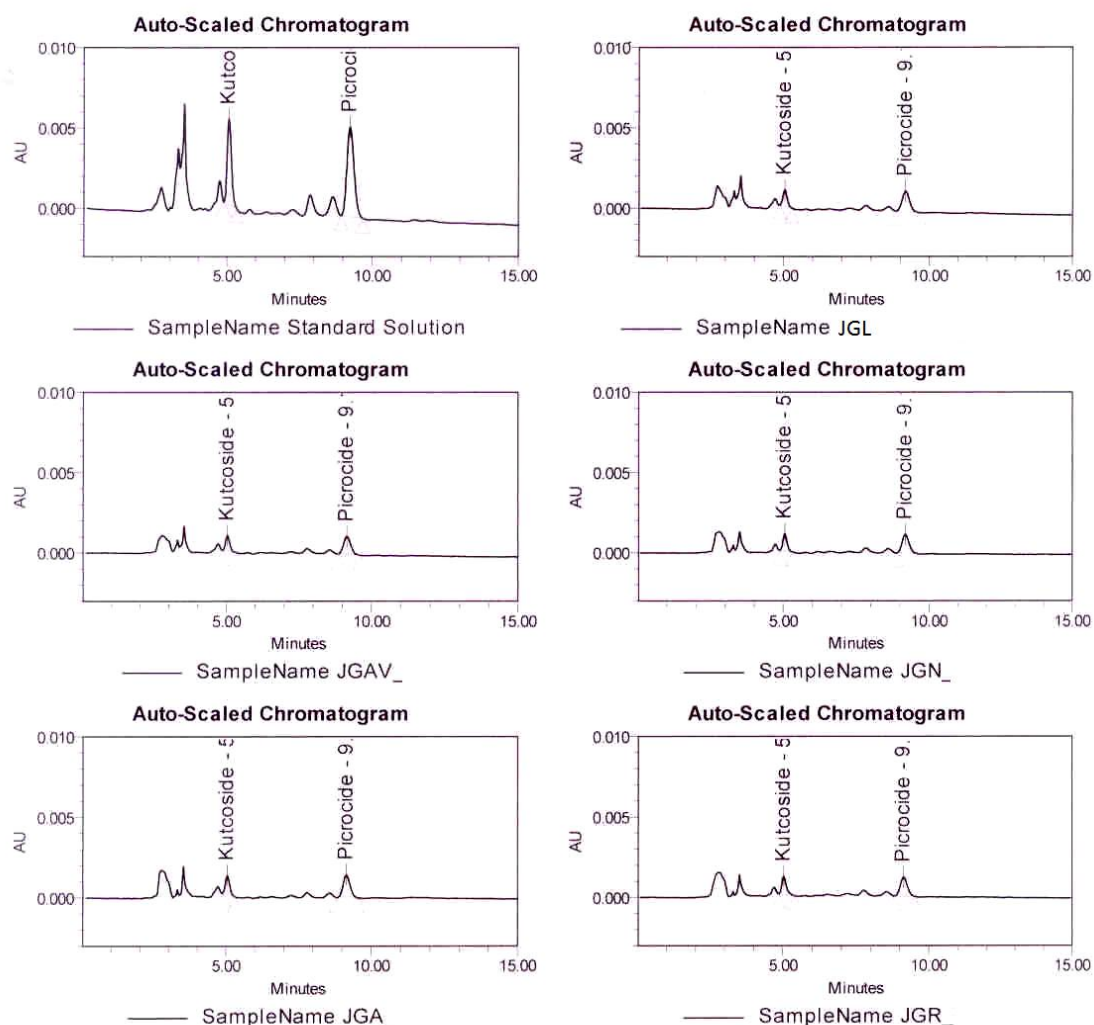 Auto-Scaled Chromatogram
0.010
0.005
0.000
AU
Kutco
Picroci
5.00 10.00 15.00
Minutes
SampleName Standard Solution
Auto-Scaled Chromatogram
0.010
0.005
0.000
AU
Kutcoside - 5
Picrocide - 9.
5.00 10.00 15.00
Minutes
SampleName JGL
Auto-Scaled Chromatogram
0.010
0.005
0.000
AU
Kutcoside - 5
Picrocide - 9.
5.00 10.00 15.00
Minutes
SampleName JGAV_
Auto-Scaled Chromatogram
0.010
0.005
0.000
AU
Kutcoside - 5
Picrocide - 9.
5.00 10.00 15.00
Minutes
SampleName JGN_
Auto-Scaled Chromatogram
0.010
0.005
0.000
AU
Kutcoside - 5
Picrocide - 9.
5.00 10.00 15.00
Minutes
SampleName JGA
Auto-Scaled Chromatogram
0.010
0.005
0.000
AU
Kutcoside - 5
Picrocide - 9.
5.00 10.00 15.00
Minutes
SampleName JGR_